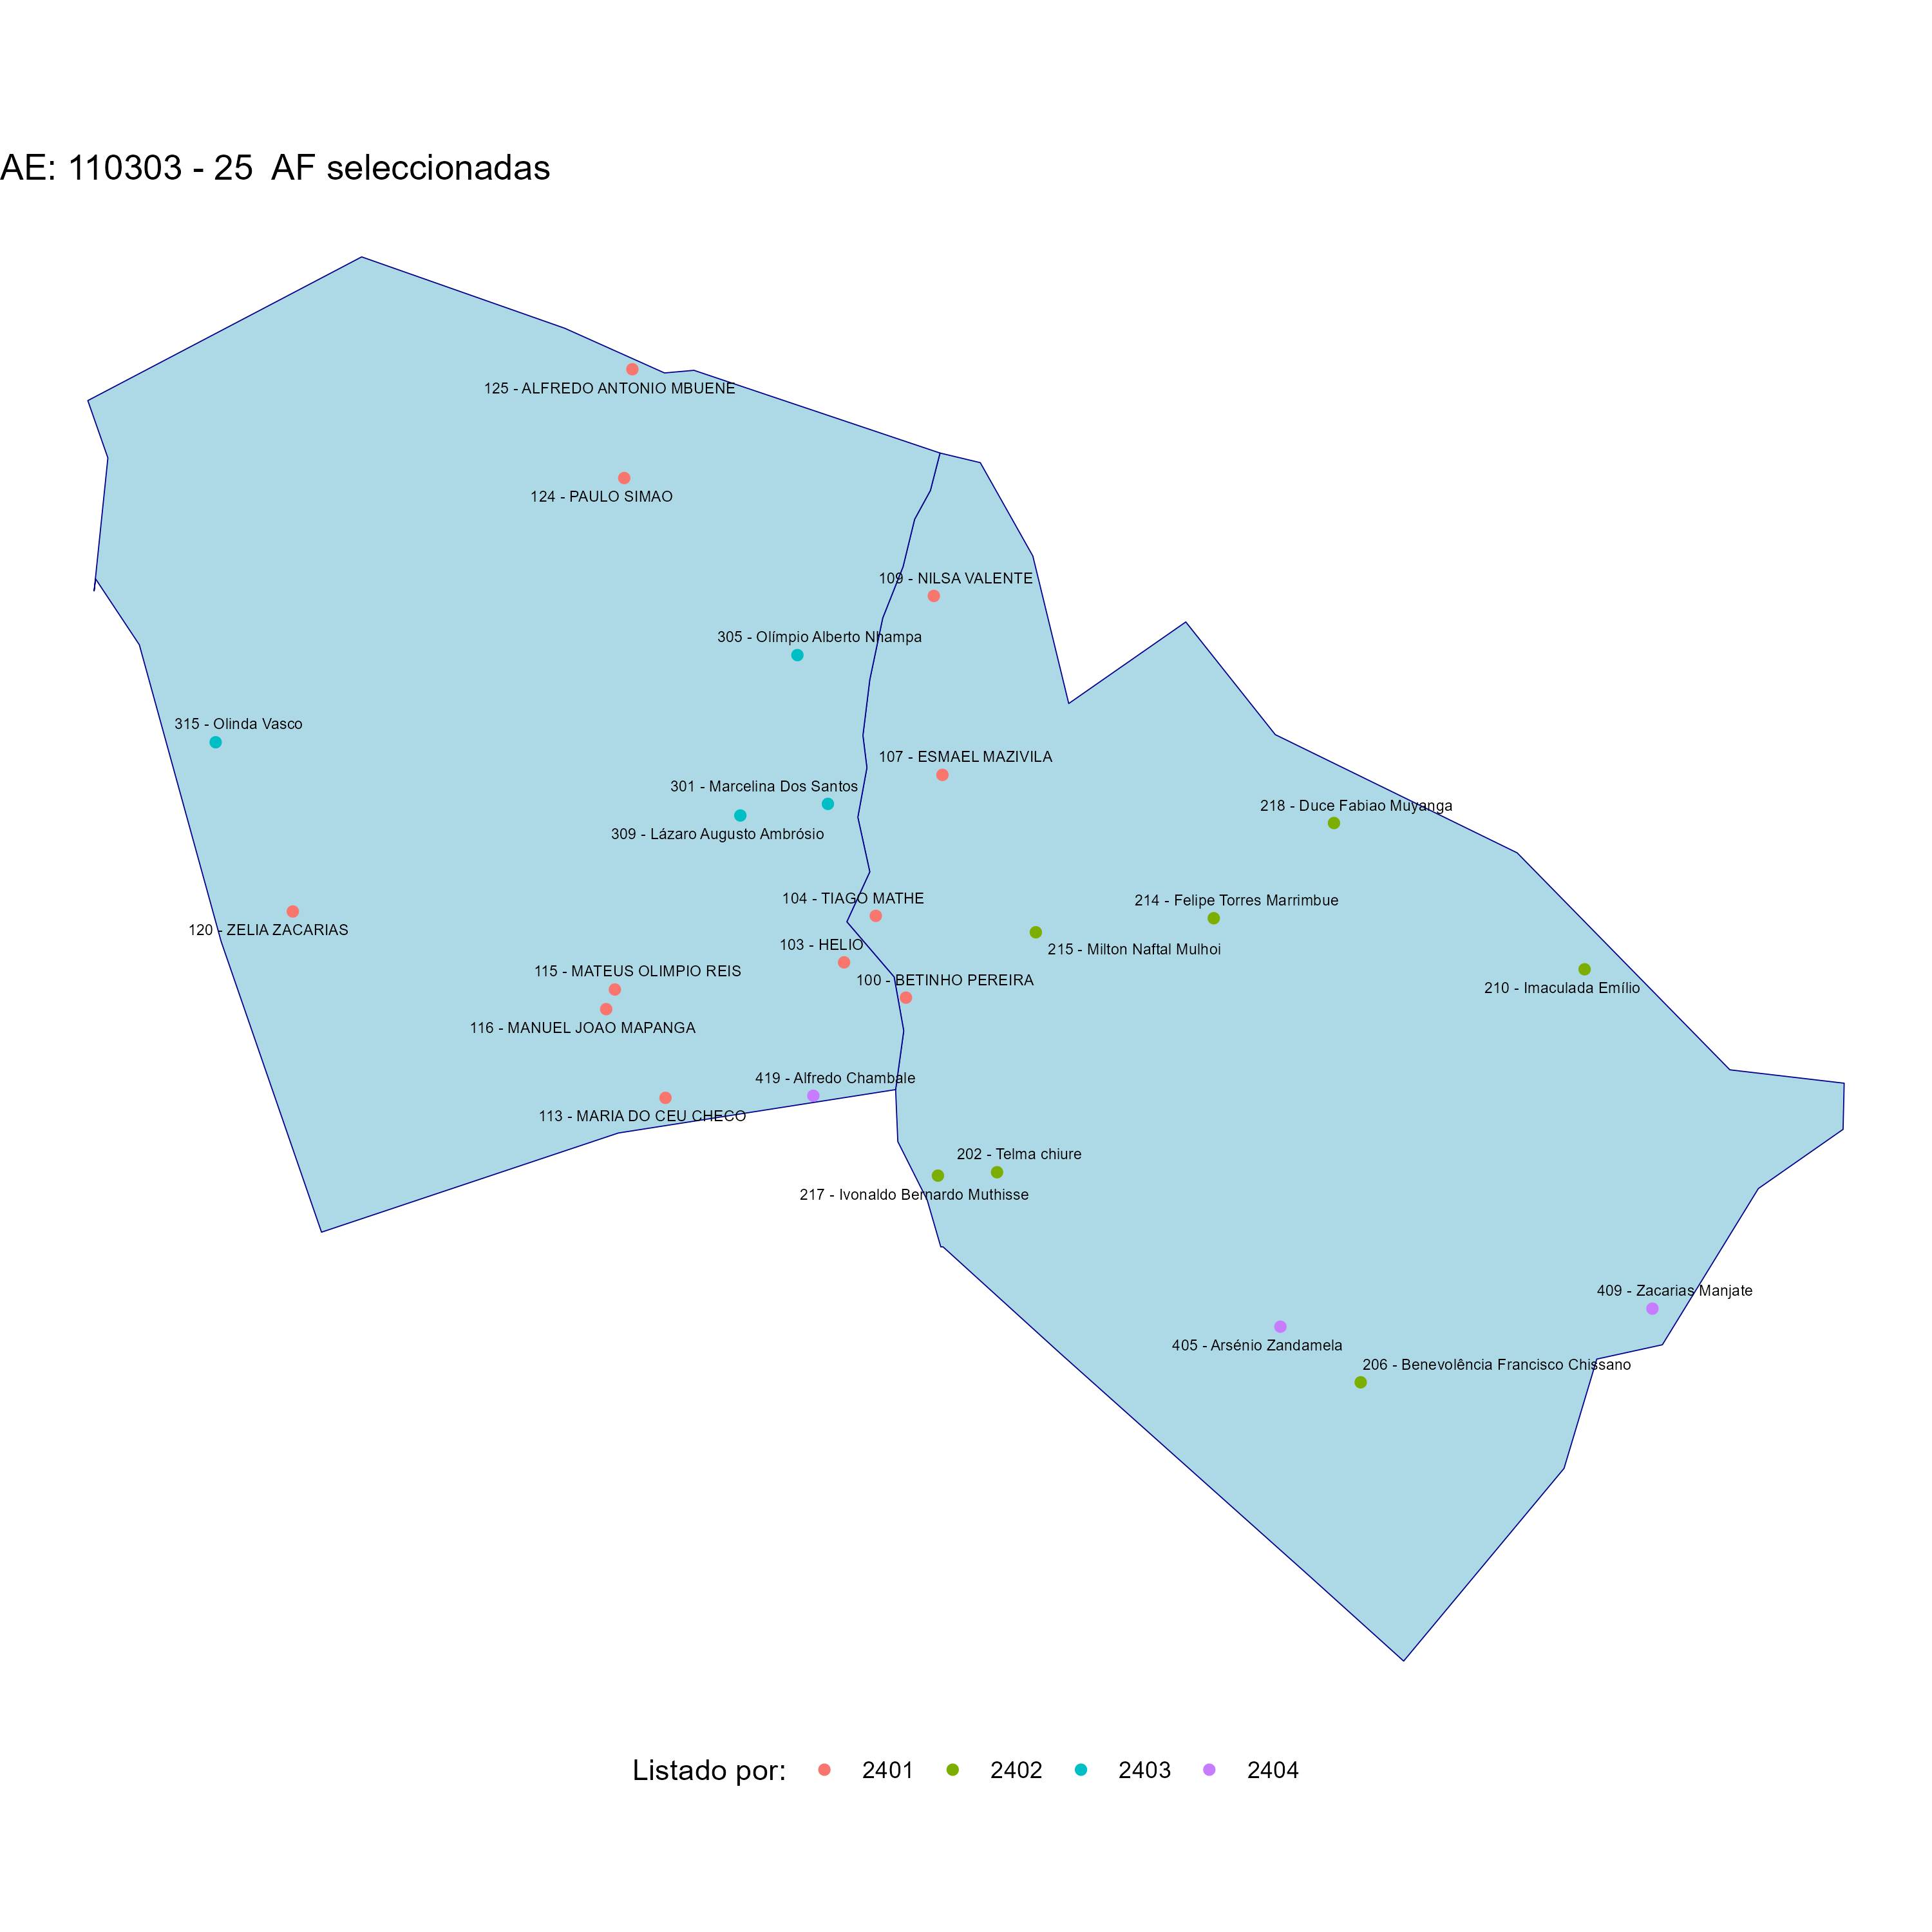 AE: 110303 - 25  AF seleccionadas
125 - ALFREDO ANTONIO MBUENE
124 - PAULO SIMAO
109 - NILSA VALENTE
305 - Olímpio Alberto Nhampa
315 - Olinda Vasco
107 - ESMAEL MAZIVILA
301 - Marcelina Dos Santos
218 - Duce Fabiao Muyanga
309 - Lázaro Augusto Ambrósio
104 - TIAGO MATHE
214 - Felipe Torres Marrimbue
120 - ZELIA ZACARIAS
103 - HELIO
215 - Milton Naftal Mulhoi
115 - MATEUS OLIMPIO REIS
100 - BETINHO PEREIRA
210 - Imaculada Emílio
116 - MANUEL JOAO MAPANGA
419 - Alfredo Chambale
113 - MARIA DO CEU CHECO
202 - Telma chiure
217 - Ivonaldo Bernardo Muthisse
409 - Zacarias Manjate
405 - Arsénio Zandamela
206 - Benevolência Francisco Chissano
Listado por: 2401 2402 2403 2404